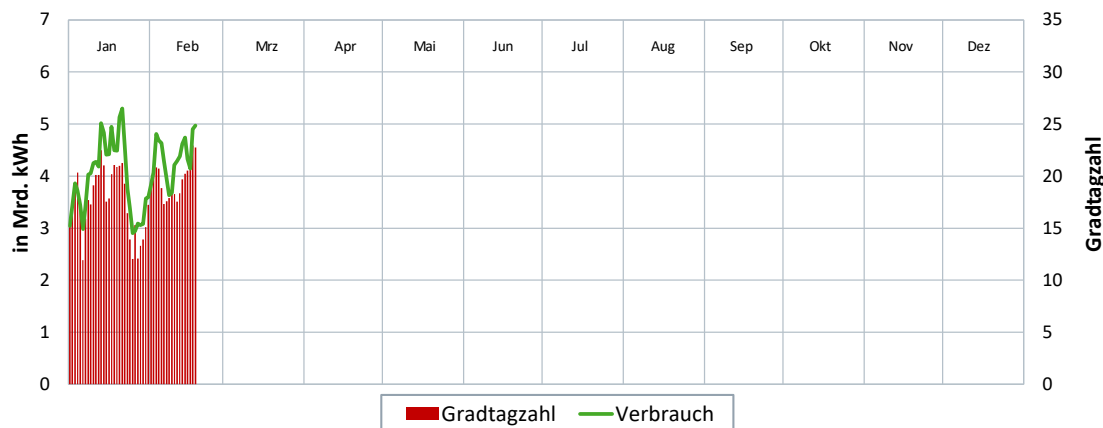 7 35
Jan Feb Mrz Apr Mai Jun Jul Aug Sep Okt Nov Dez
6 30
5 25
4 20
3 15
2 10
1 5
0 0
in Mrd. kWh
Gradtagzahl
Gradtagzahl Verbrauch